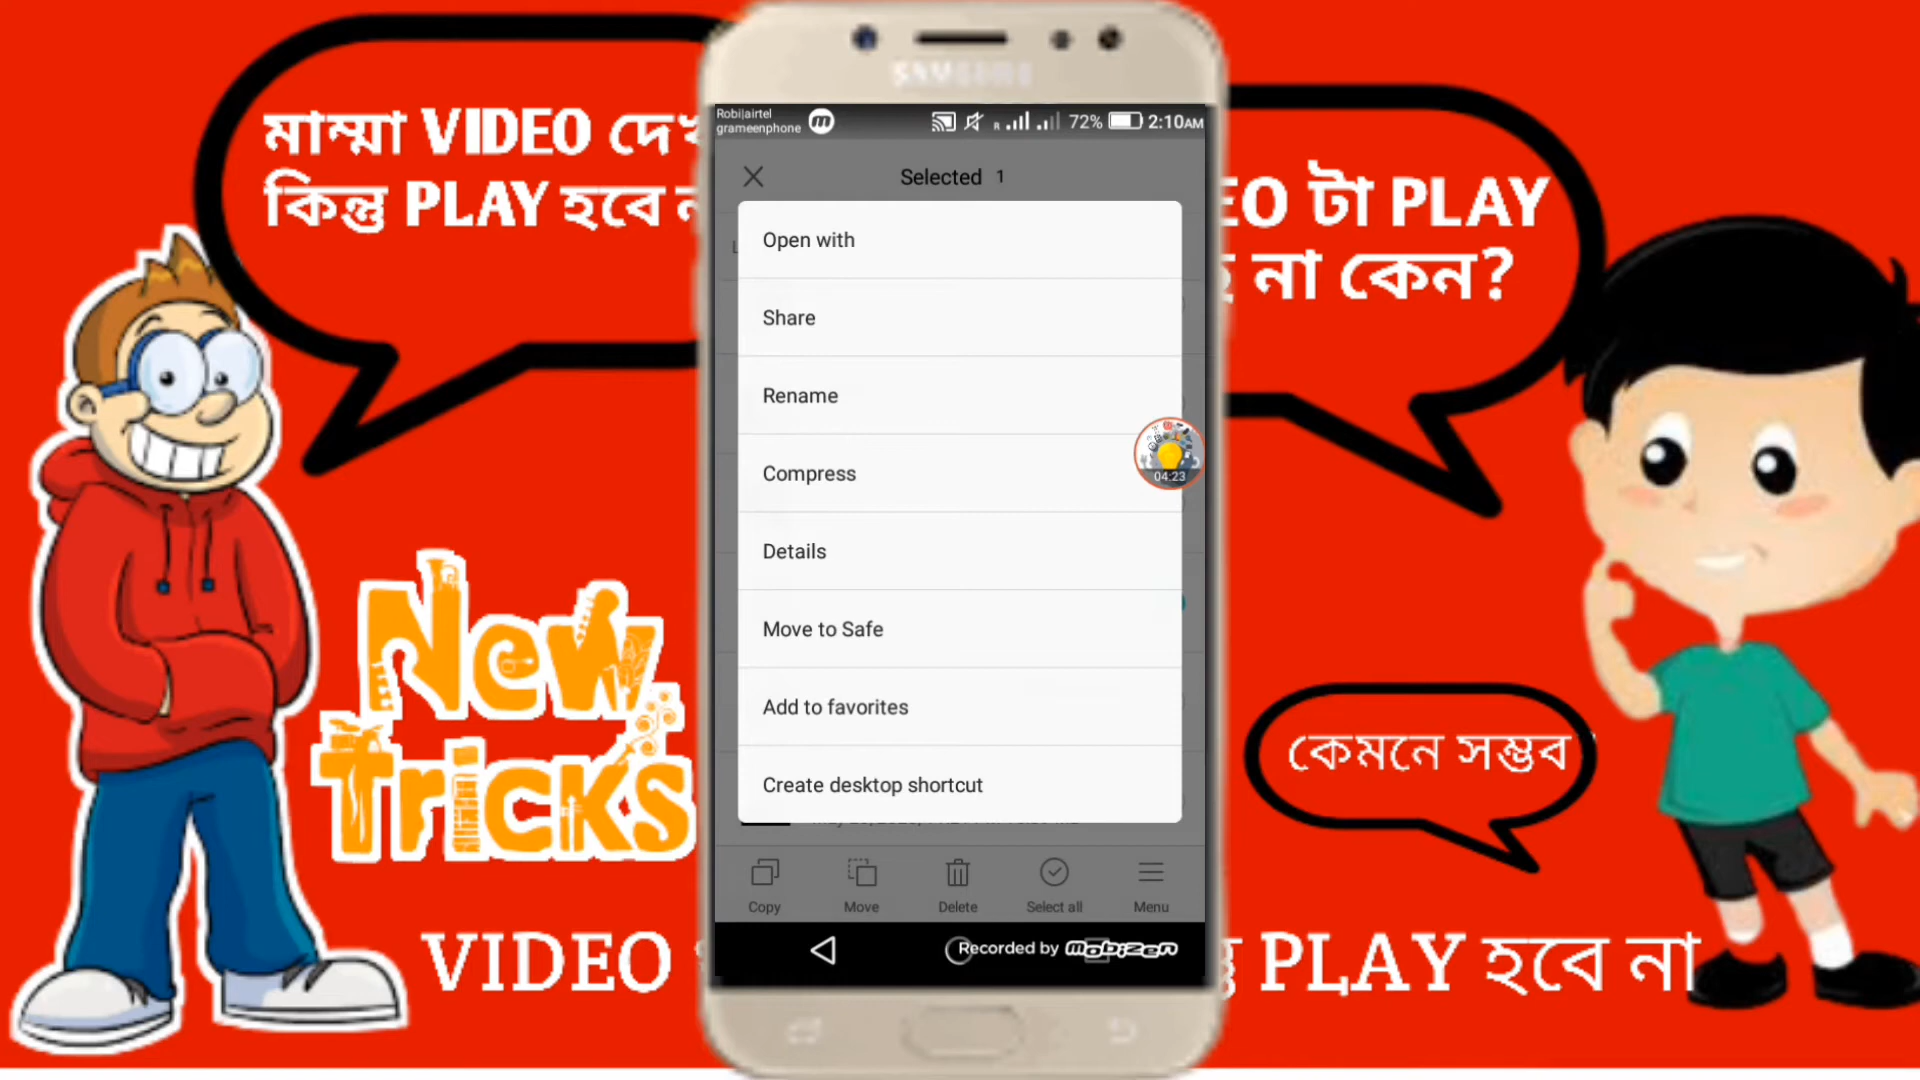 মাম্মা VIDEO
কিন্তু PLAY হবে
SAMSUNG
Robi|airtel
grameenphone
72%
2:10AM
Selected 1
Open with
Share
Rename
Compress
Details
Move to Safe
Add to favorites
Create desktop shortcut
04:23
Copy
Move
Delete
Select all
Menu
Recorded by mobizen
টা PLAY
না কেন?
New
Tricks
কেমনে সম্ভব
VIDEO
PLAY হবে না